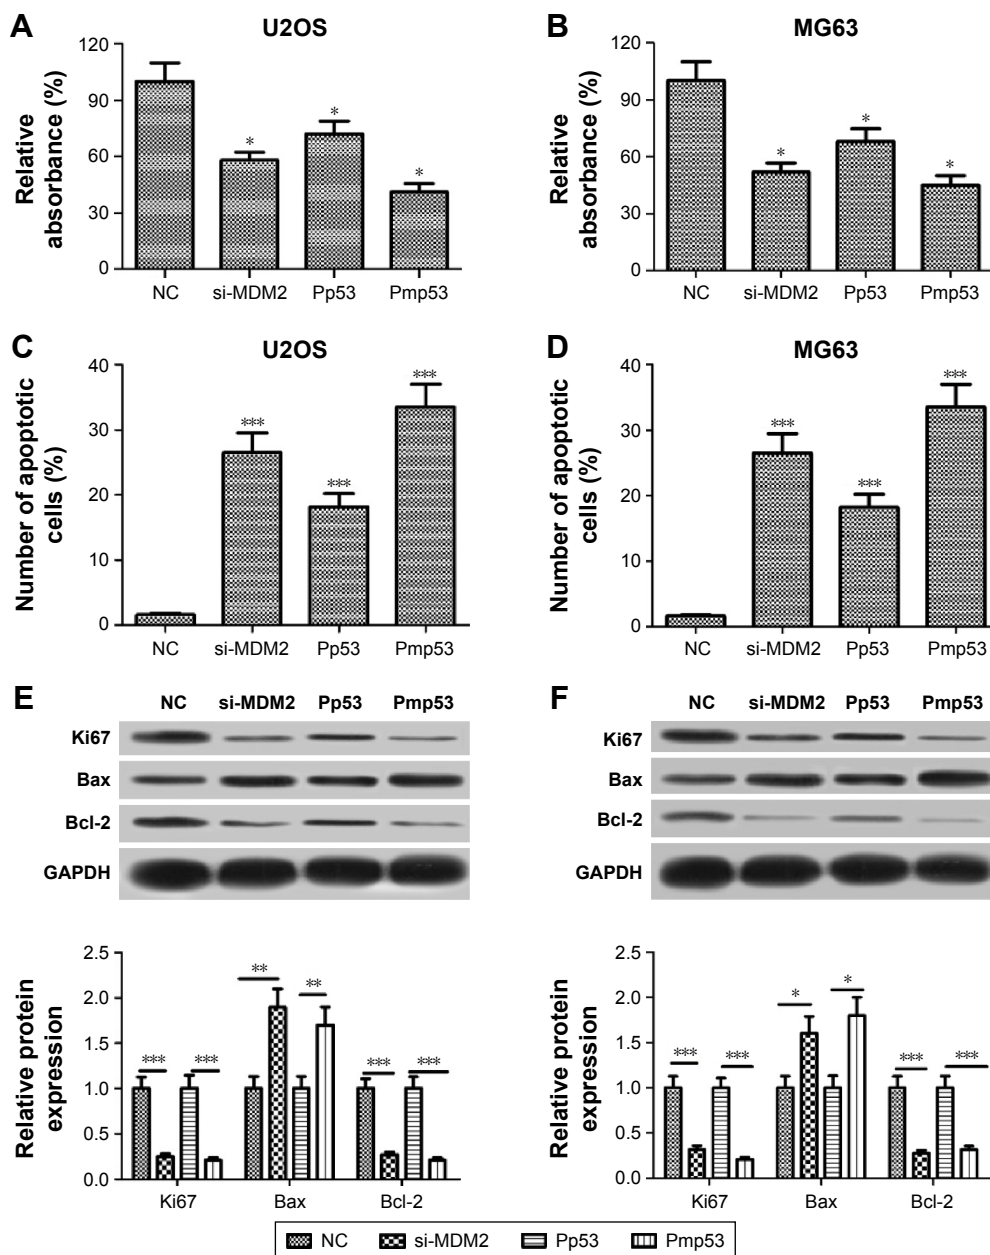 A
U2OS
Relative
absorbance (%)
120
90
60
30
0
*
*
*
NC
si-MDM2
Pp53
Pmp53
B
MG63
Relative
absorbance (%)
120
90
60
30
0
*
*
*
NC
si-MDM2
Pp53
Pmp53
C
U2OS
Number of apoptotic
cells (%)
40
30
20
10
0
***
***
***
NC
si-MDM2
Pp53
Pmp53
D
MG63
Number of apoptotic
cells (%)
40
30
20
10
0
***
***
***
NC
si-MDM2
Pp53
Pmp53
E
NC si-MDM2 Pp53 Pmp53
Ki67
Bax
Bcl-2
GAPDH
Relative protein
expression
2.5
2.0
1.5
1.0
0.5
0.0
***
***
**
**
***
***
Ki67
Bax
Bcl-2
F
NC si-MDM2 Pp53 Pmp53
Ki67
Bax
Bcl-2
GAPDH
Relative protein
expression
2.5
2.0
1.5
1.0
0.5
0.0
***
***
*
*
***
***
Ki67
Bax
Bcl-2
NC si-MDM2 Pp53 Pmp53